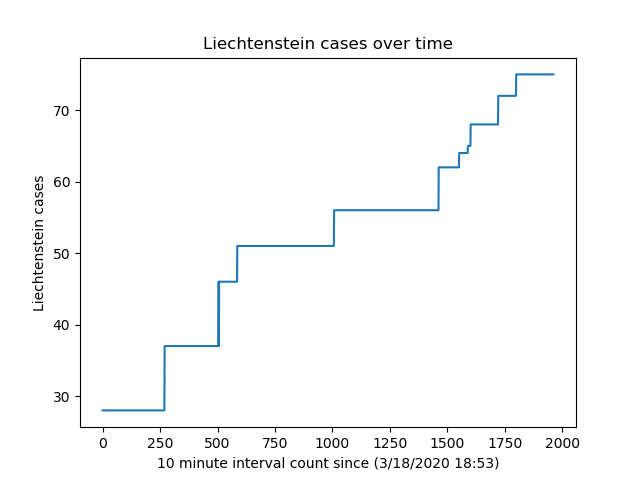 Liechtenstein cases over time
70
60
50
40
30
Liechtenstein cases
0 250 500 750 1000 1250 1500 1750 2000
10 minute interval count since (3/18/2020 18:53)